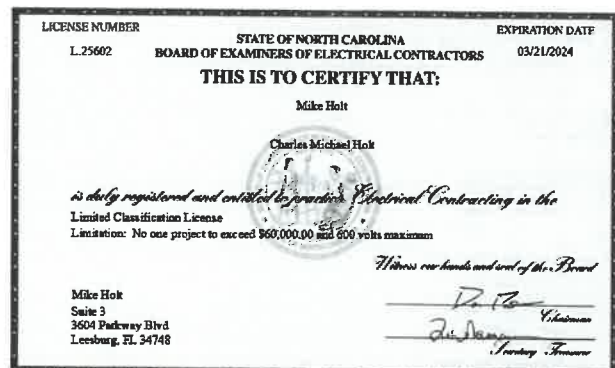 LICENSE NUMBER
L.25602
STATE OF NORTH CAROLINA
BOARD OF EXAMINERS OF ELECTRICAL CONTRACTORS
EXPIRATION DATE
03/21/2024
THIS IS TO CERTIFY THAT:
Mike Holt
Charles Michael Holt
is duly registered and entitled to practice Electrical Contracting in the
Limited Classification License
Limitation: No one project to exceed $60,000.00 and 600 volts maximum
Witness our hands and seal of the Board
Mike Holt
Suite 3
3604 Parkway Blvd
Leesburg, FL 34748
Chairman
Secretary Treasurer